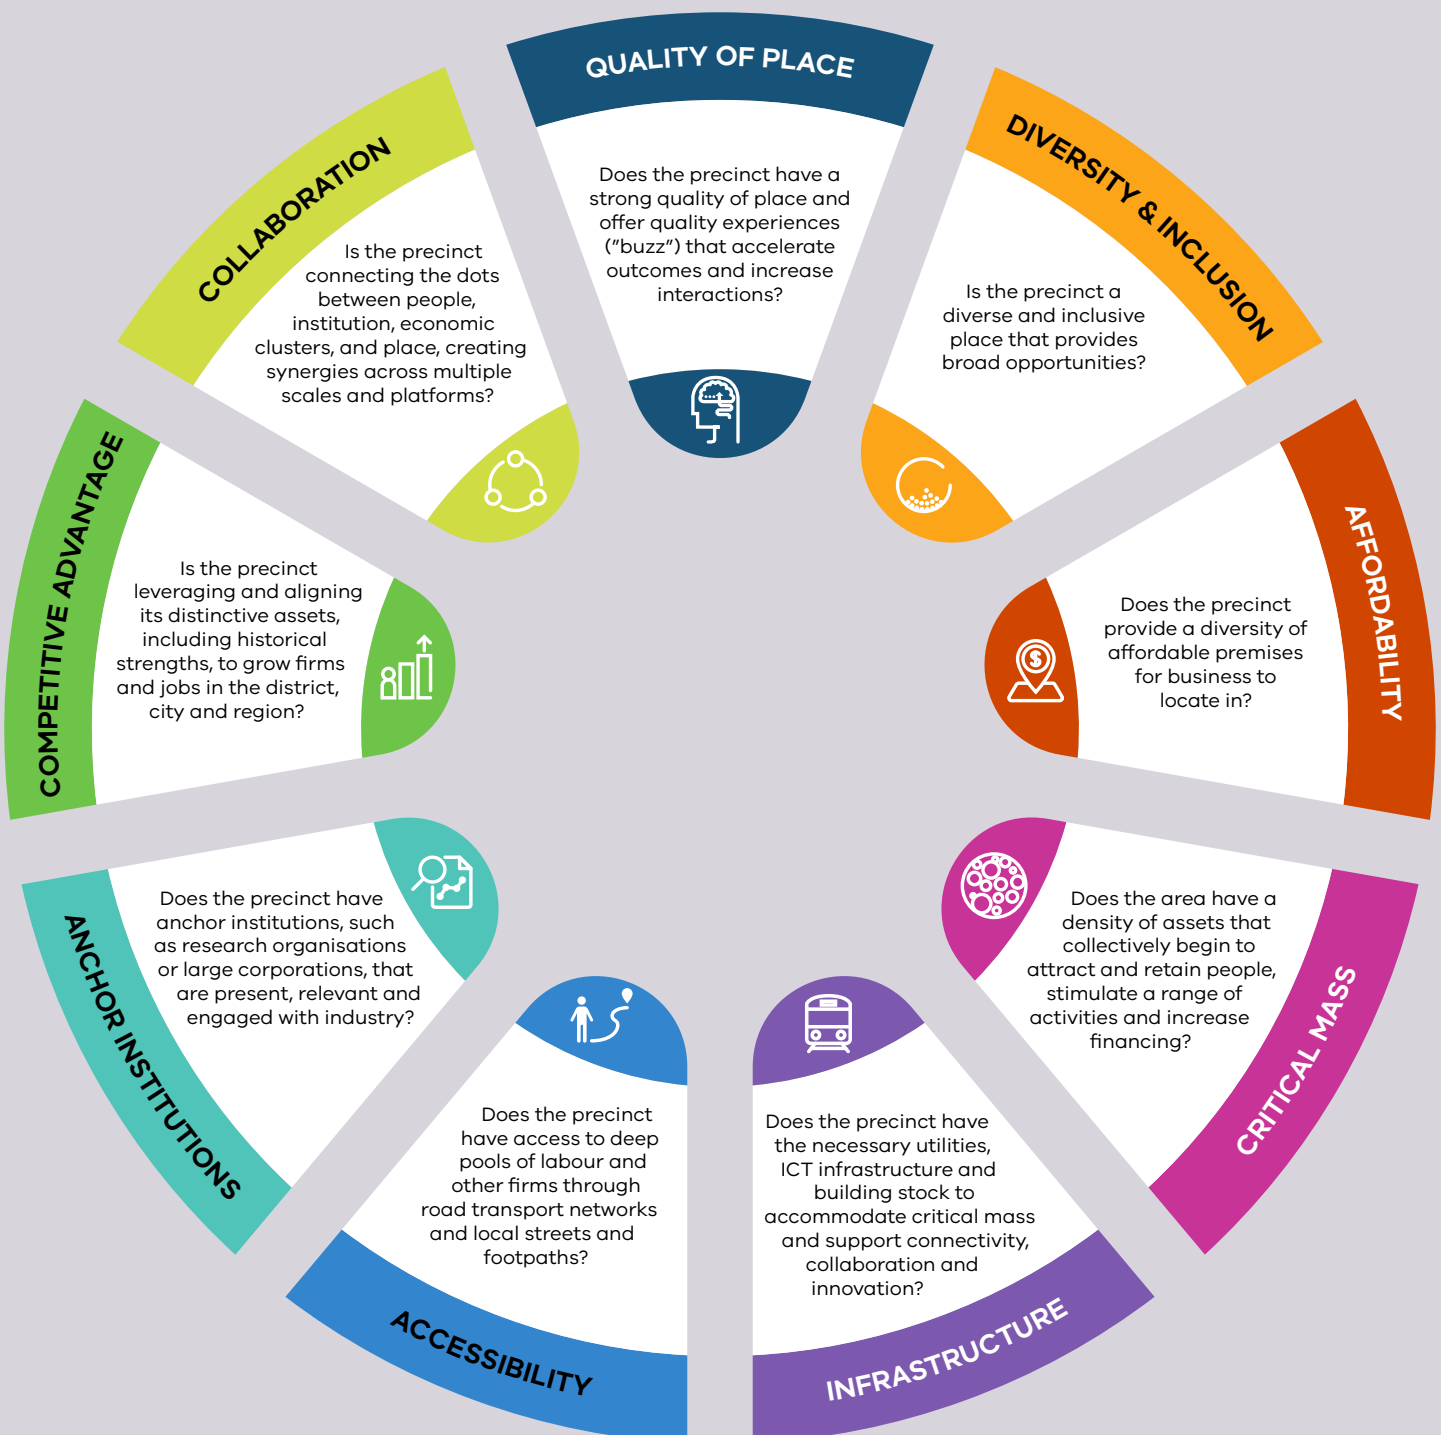 QUALITY OF PLACE
Does the precinct have a
strong quality of place and
offer quality experiences
("buzz") that accelerate
outcomes and increase
interactions?
DIVERSITY & INCLUSION
Is the precinct a
diverse and inclusive
place that provides
broad opportunities?
AFFORDABILITY
Does the precinct
provide a diversity of
affordable premises
for business to
locate in?
$
CRITICAL MASS
Does the area have a
density of assets that
collectively begin to
attract and retain people,
stimulate a range of
activities and increase
financing?
INFRASTRUCTURE
Does the precinct have
the necessary utilities,
ICT infrastructure and
building stock to
accommodate critical mass
and support connectivity,
collaboration and
innovation?
ACCESSIBILITY
Does the precinct
have access to deep
pools of labour and
other firms through
road transport networks
and local streets and
footpaths?
ANCHOR INSTITUTIONS
Does the precinct have
anchor institutions, such
as research organisations
or large corporations, that
are present, relevant and
engaged with industry?
COMPETITIVE ADVANTAGE
Is the precinct
leveraging and aligning
its distinctive assets,
including historical
strengths, to grow firms
and jobs in the district,
city and region?
COLLABORATION
Is the precinct
connecting the dots
between people,
institution, economic
clusters, and place, creating
synergies across multiple
scales and platforms?